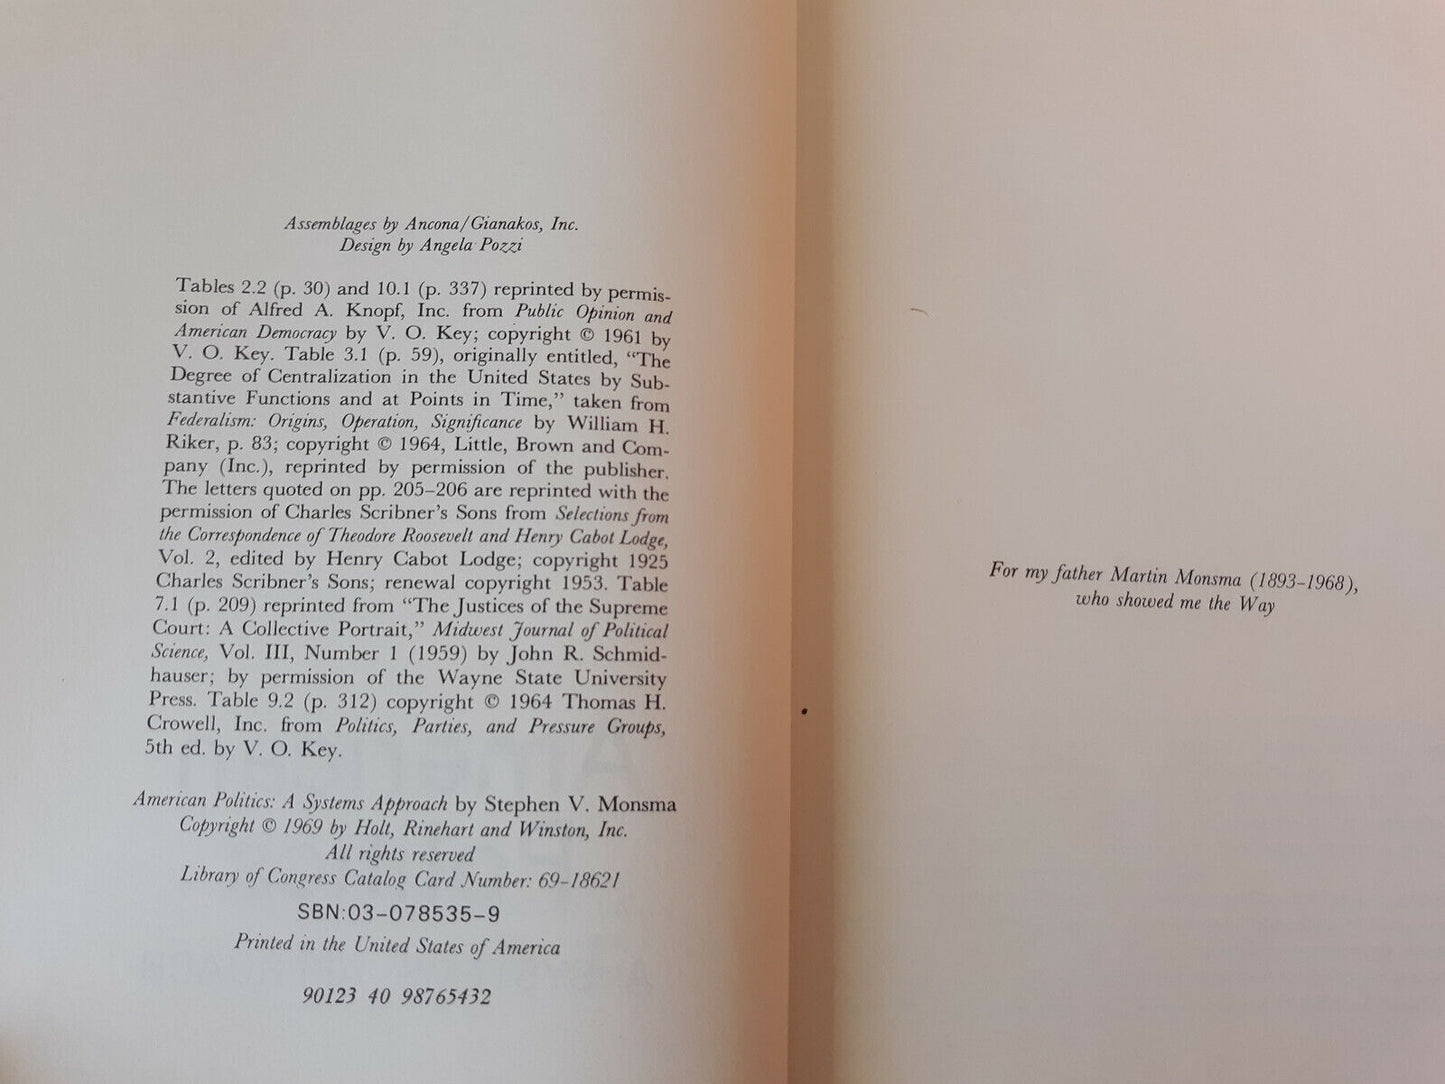 Assemblages by Ancona/Gianakos, Inc.
Design by Angela Pozzi
Tables 2.2 (p. 30) and 10.1 (p. 337) reprinted by permis-
sion of Alfred A. Knopf, Inc. from Public Opinion and
American Democracy by V. O. Key; copyright © 1961 by
V. O. Key. Table 3.1 (p. 59), originally entitled, “The
Degree of Centralization in the United States by Sub-
stantive Functions and at Points in Time,” taken from
Federalism: Origins, Operation, Significance by William H.
Riker, p. 83; copyright © 1964, Little, Brown and Com-
pany (Inc.), reprinted by permission of the publisher.
The letters quoted on pp. 205–206 are reprinted with the
permission of Charles Scribner’s Sons from Selections from
the Correspondence of Theodore Roosevelt and Henry Cabot Lodge,
Vol. 2, edited by Henry Cabot Lodge; copyright 1925
Charles Scribner’s Sons; renewal copyright 1953. Table
7.1 (p. 209) reprinted from “The Justices of the Supreme
Court: A Collective Portrait,” Midwest Journal of Political
Science, Vol. III, Number 1 (1959) by John R. Schmid-
hauser; by permission of the Wayne State University
Press. Table 9.2 (p. 312) copyright © 1964 Thomas H.
Crowell, Inc. from Politics, Parties, and Pressure Groups,
5th ed. by V. O. Key.
American Politics: A Systems Approach by Stephen V. Monsma
Copyright © 1969 by Holt, Rinehart and Winston, Inc.
All rights reserved
Library of Congress Catalog Card Number: 69–18621
SBN:03–078535–9
Printed in the United States of America
90123 40 98765432
For my father Martin Monsma (1893–1968),
who showed me the Way